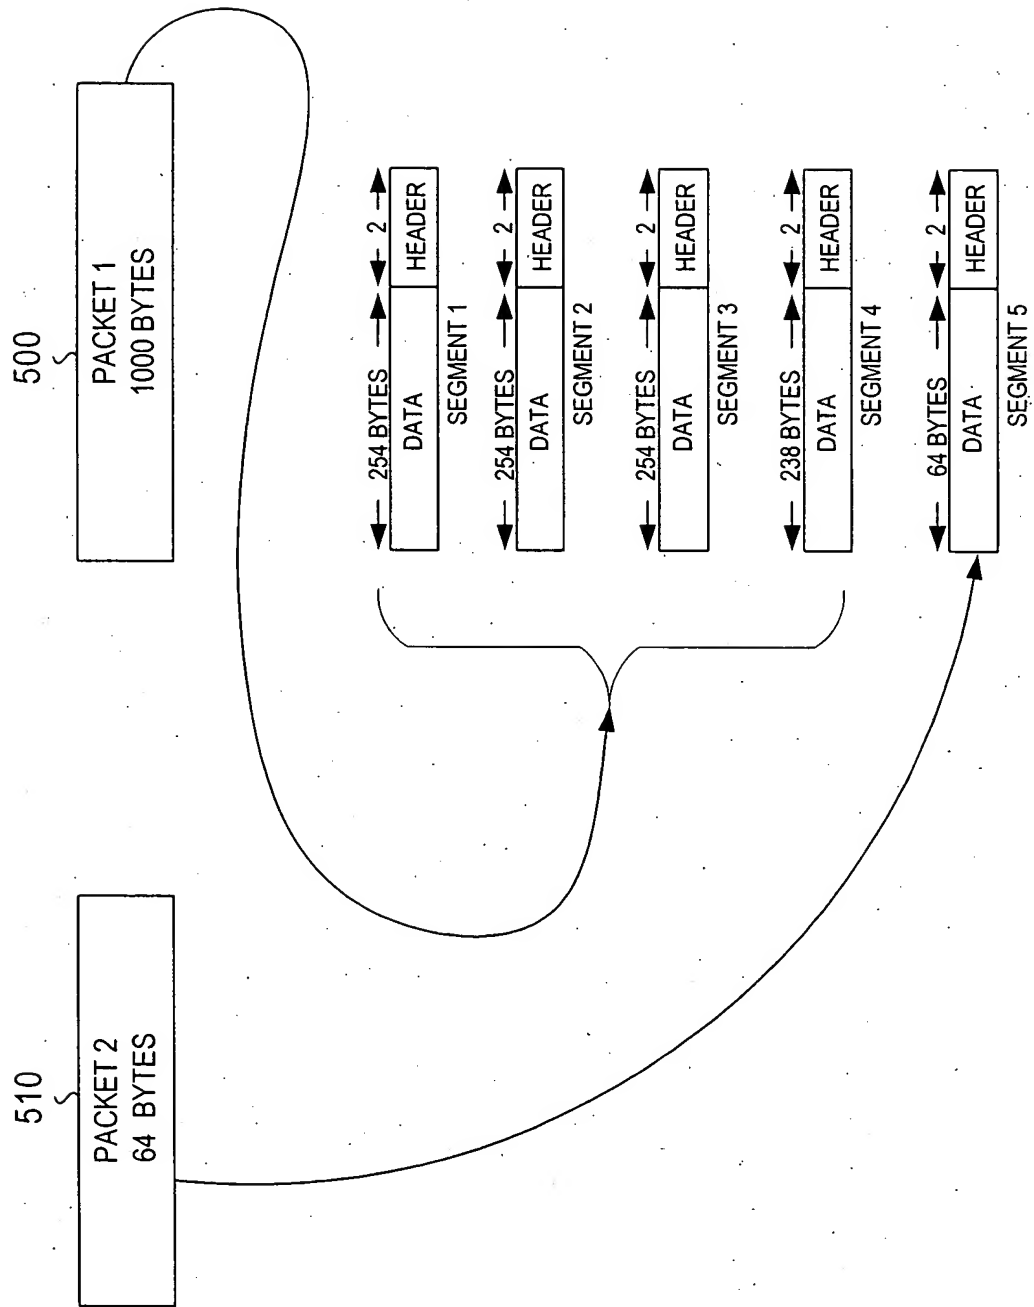 510
PACKET 2
64 BYTES
500
PACKET 1
1000 BYTES
254 BYTES
2
DATA
HEADER
SEGMENT 1
254 BYTES
2
DATA
HEADER
SEGMENT 2
254 BYTES
2
DATA
HEADER
SEGMENT 3
238 BYTES
2
DATA
HEADER
SEGMENT 4
64 BYTES
2
DATA
HEADER
SEGMENT 5